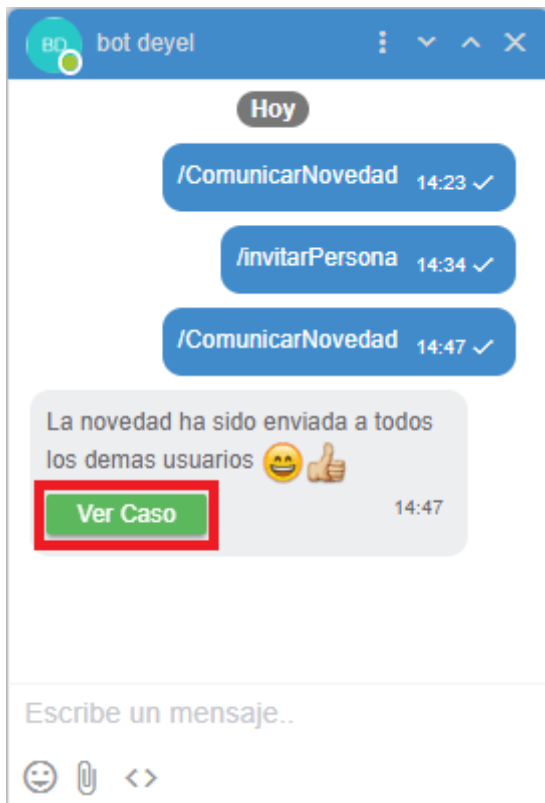 BD bot deyel
Hoy
/ComunicarNovedad 14:23
/invitarPersona 14:34
/ComunicarNovedad 14:47
La novedad ha sido enviada a todos
los demas usuarios
Ver Caso 14:47
Escribe un mensaje..